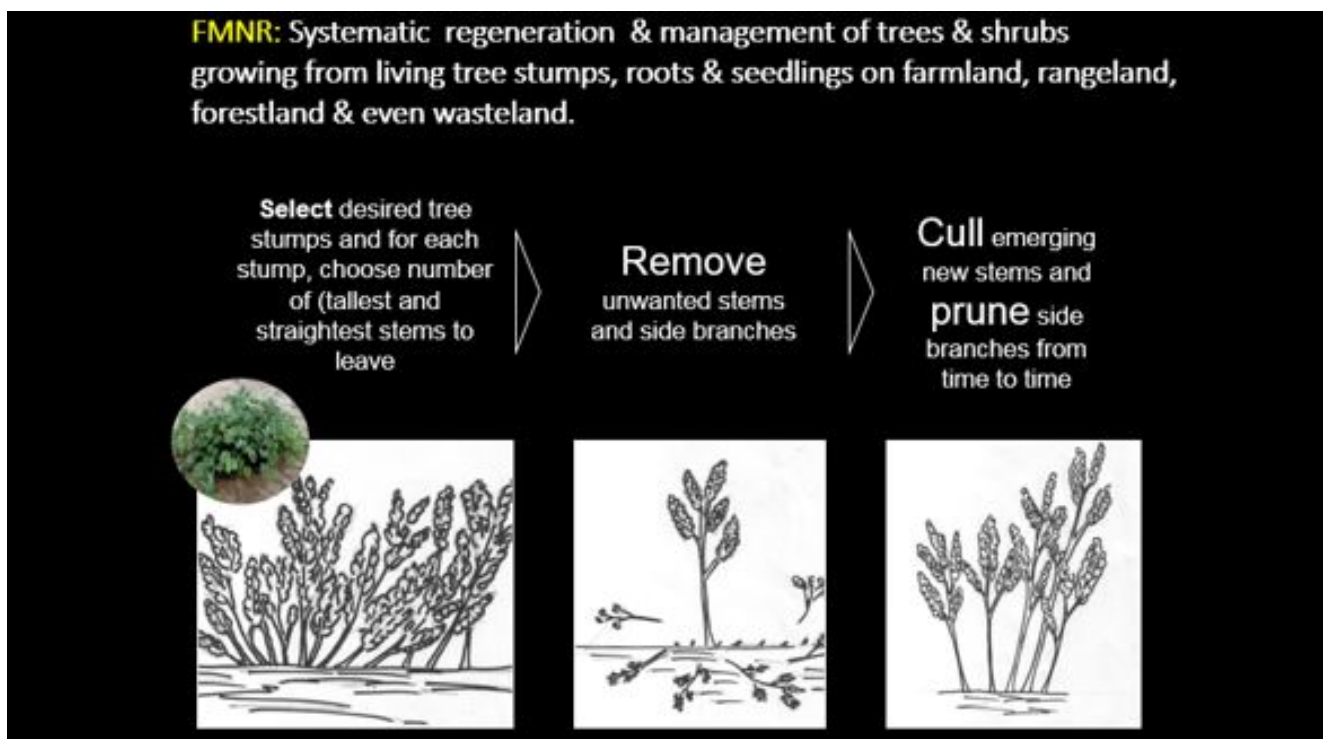 FMNR: Systematic regeneration & management of trees & shrubs
growing from living tree stumps, roots & seedlings on farmland, rangeland,
forestland & even wasteland.
Select desired tree
stumps and for each
stump, choose number
of (tallest and
straightest stems to
leave
Remove
unwanted stems
and side branches
Cull emerging
new stems and
prune side
branches from
time to time